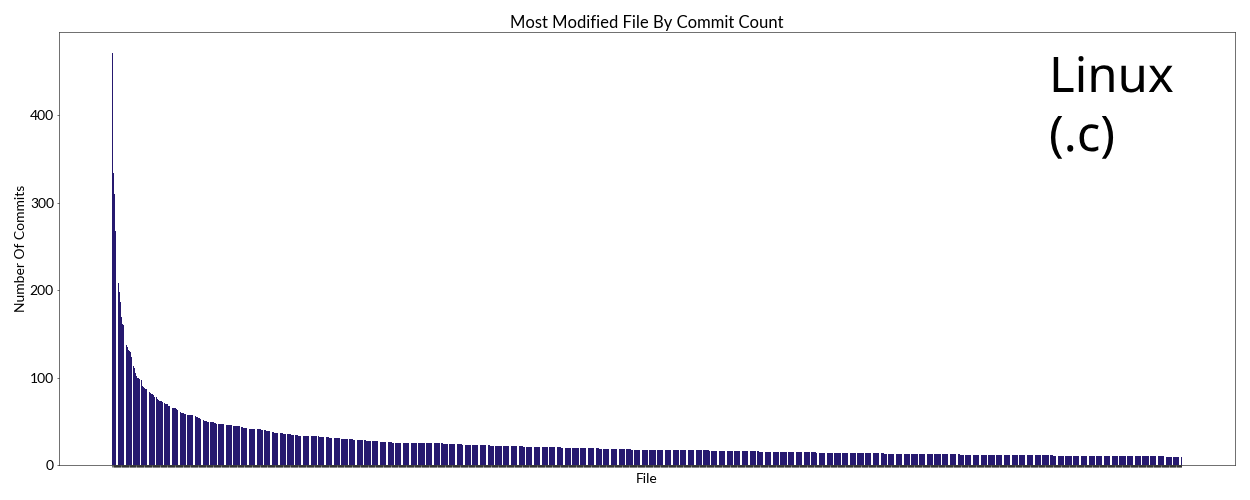 Most Modified File By Commit Count
Linux
(.c)
Number Of Commits
400
300
200
100
0
File